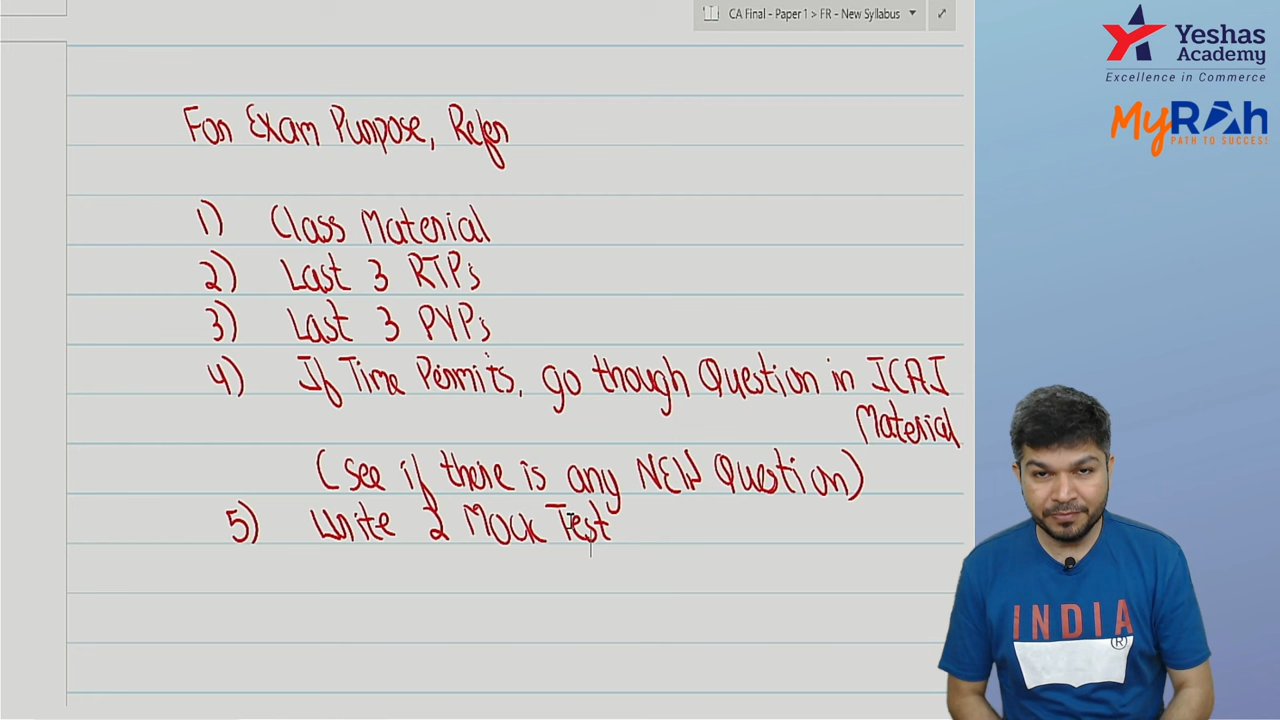 CA Final - Paper 1 > FR - New Syllabus
Yeshas
Academy
Excellence in Commerce
MyRAh
PATH TO SUCCESS
For Exam Purpose, Refer
1) Class Material
2) Last 3 RTPs
3) Last 3 PYPs
4) If Time Permits, go though Question in ICAI
Material
(see if there is any NEW Question)
5) Write 2 Mock Test
INDIA
®